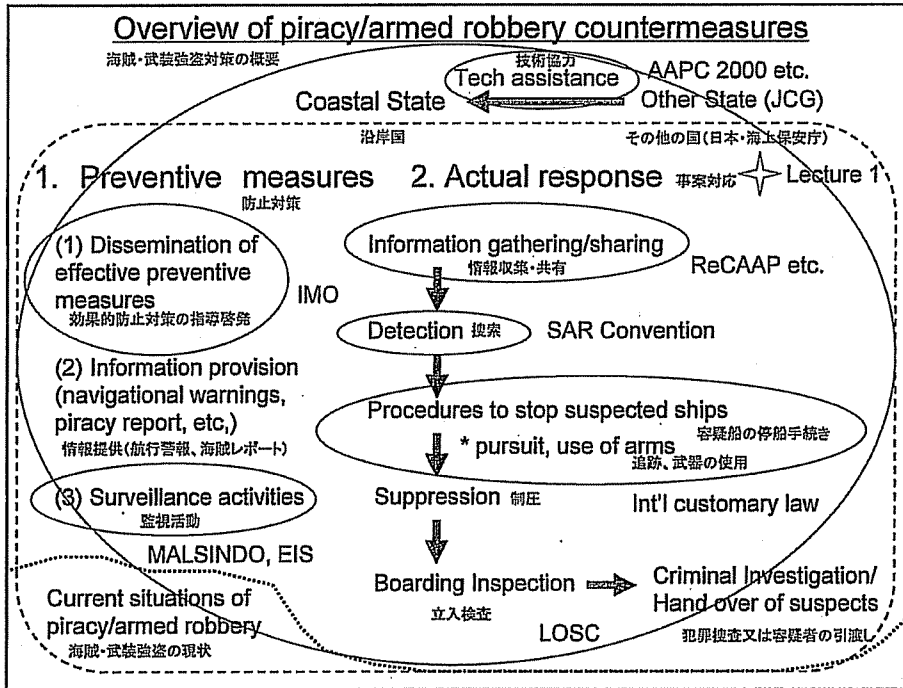 Overview of piracy/armed robbery countermeasures
海賊・武装強盗対策の概要
技術協力
Tech assistance
AAPC 2000 etc.
Coastal State
Other State (JCG)
沿岸国
その他の国(日本・海上保安庁)
1. Preventive measures
防止対策
2. Actual response 事案対応
Lecture 1
(1) Dissemination of
effective preventive
measures
効果的防止対策の指導啓発
IMO
(2) Information provision
(navigational warnings,
piracy report, etc,)
情報提供(航行警報、海賊レポート)
(3) Surveillance activities
監視活動
MALSINDO, EIS
Current situations of
piracy/armed robbery
海賊・武装強盗の現状
Information gathering/sharing
情報収集・共有
ReCAAP etc.
Detection 捜索
SAR Convention
Procedures to stop suspected ships
容疑船の停船手続き
* pursuit, use of arms
追跡、武器の使用
Suppression 制圧
Int'l customary law
Boarding Inspection
立入検査
LOSC
Criminal Investigation/
Hand over of suspects
犯罪捜査又は容疑者の引渡し